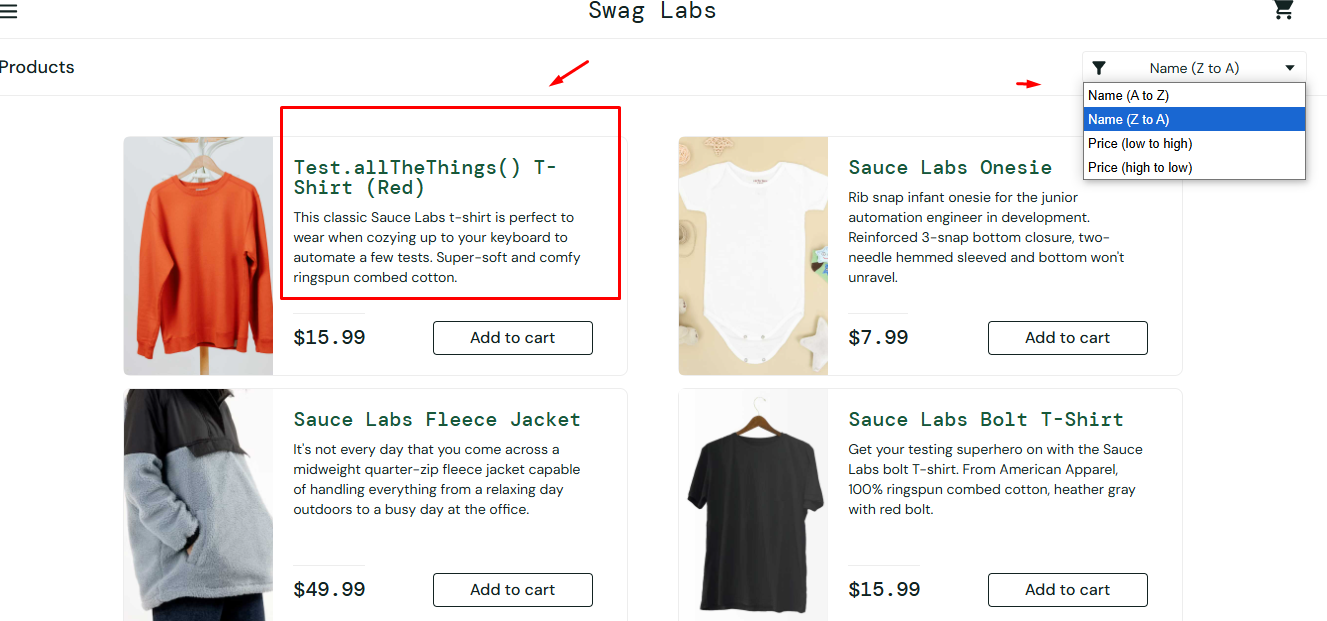 Swag Labs
Products
Name (Z to A)
Name (A to Z)
Name (Z to A)
Price (low to high)
Price (high to low)
Test.allTheThings() T-
Shirt (Red)
This classic Sauce Labs t-shirt is perfect to
wear when cozying up to your keyboard to
automate a few tests. Super-soft and comfy
ringspun combed cotton.
$15.99
Add to cart
Sauce Labs Onesie
Rib snap infant onesie for the junior
automation engineer in development.
Reinforced 3-snap bottom closure, two-
needle hemmed sleeved and bottom won't
unravel.
$7.99
Add to cart
Sauce Labs Fleece Jacket
It's not every day that you come across a
midweight quarter-zip fleece jacket capable
of handling everything from a relaxing day
outdoors to a busy day at the office.
$49.99
Add to cart
Sauce Labs Bolt T-Shirt
Get your testing superhero on with the Sauce
Labs bolt T-shirt. From American Apparel,
100% ringspun combed cotton, heather gray
with red bolt.
$15.99
Add to cart